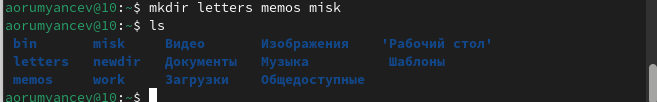 aorumyancev@10:~$ mkdir letters memos misk
aorumyancev@10:~$ ls
bin misk Видео Изображения 'Рабочий стол'
letters newdir Документы Музыка Шаблоны
memos work Загрузки Общедоступные
aorumyancev@10:~$